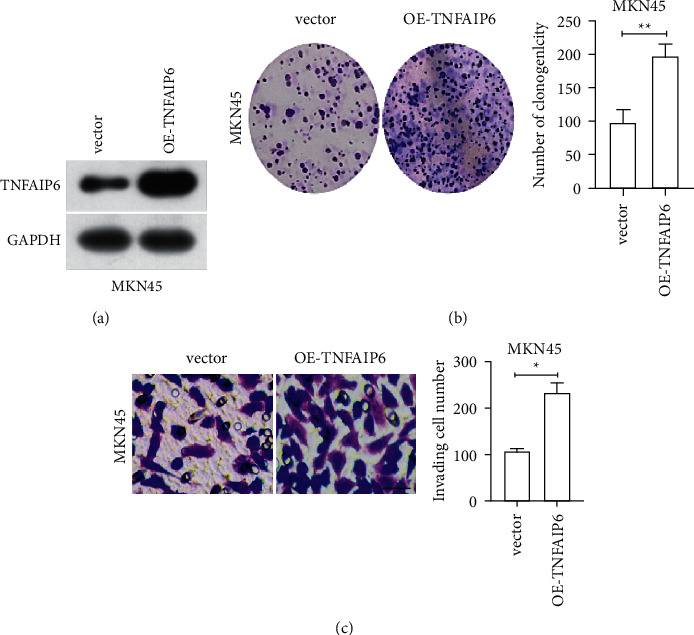 vector
OE-TNFAIP6
TNFAIP6
GAPDH
MKN45
(a)
vector
OE-TNFAIP6
MKN45
MKN45
**
Number of clonogenlcity
250
200
150
100
50
0
vector
OE-TNFAIP6
(b)
vector
OE-TNFAIP6
MKN45
MKN45
*
Invading cell number
300
200
100
0
vector
OE-TNFAIP6
(c)